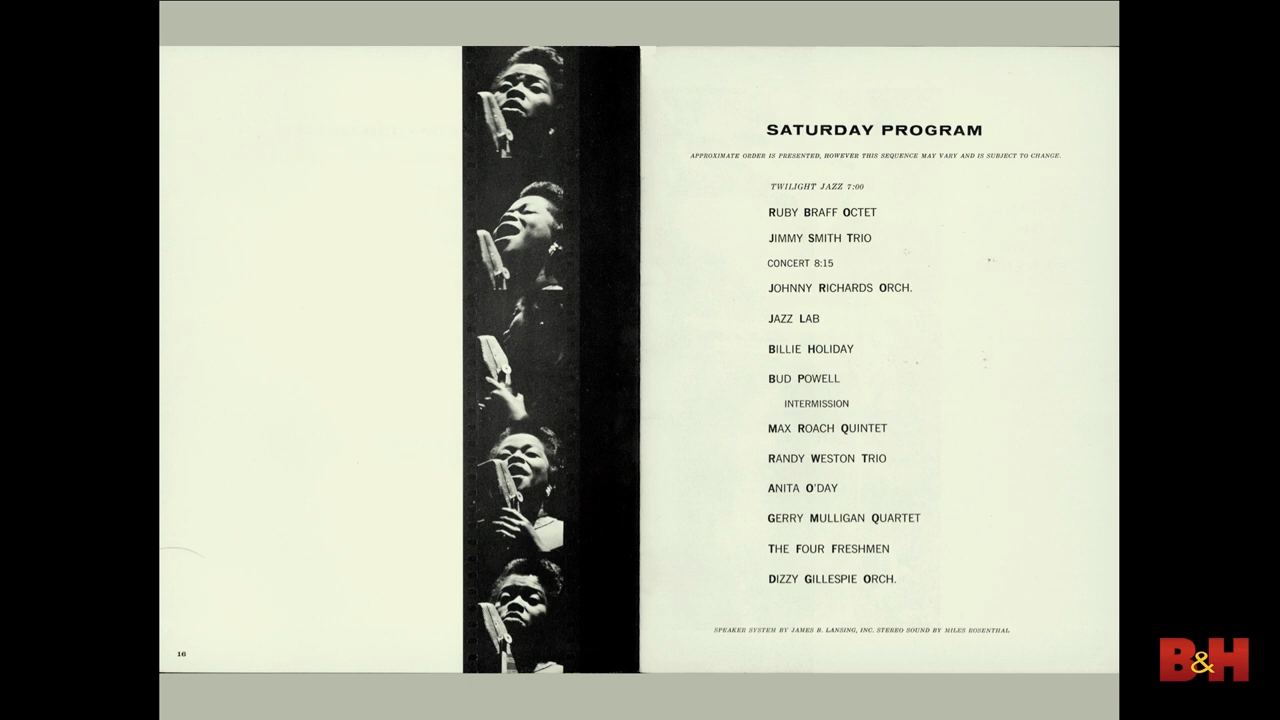 SATURDAY PROGRAM
APPROXIMATE ORDER IS PRESENTED, HOWEVER THIS SEQUENCE MAY VARY AND IS SUBJECT TO CHANGE.
TWILIGHT JAZZ 7:00
RUBY BRAFF OCTET
JIMMY SMITH TRIO
CONCERT 8:15
JOHNNY RICHARDS ORCH.
JAZZ LAB
BILLIE HOLIDAY
BUD POWELL
INTERMISSION
MAX ROACH QUINTET
RANDY WESTON TRIO
ANITA O'DAY
GERRY MULLIGAN QUARTET
THE FOUR FRESHMEN
DIZZY GILLESPIE ORCH.
SPEAKER SYSTEM BY JAMES B. LANSING, INC. STEREO SOUND BY MILES ROSENTHAL
16
B&H